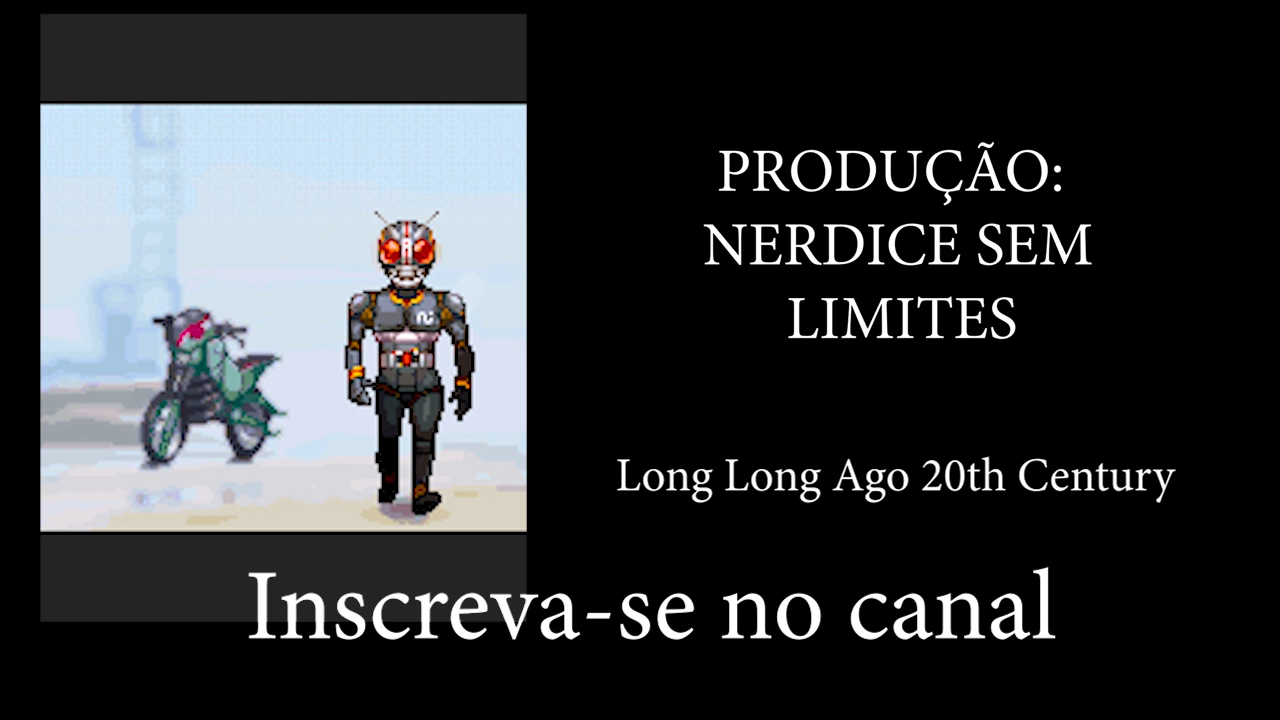 PRODUÇÃO:
NERDICE SEM
LIMITES
Long Long Ago 20th Century
Inscreva-se no canal